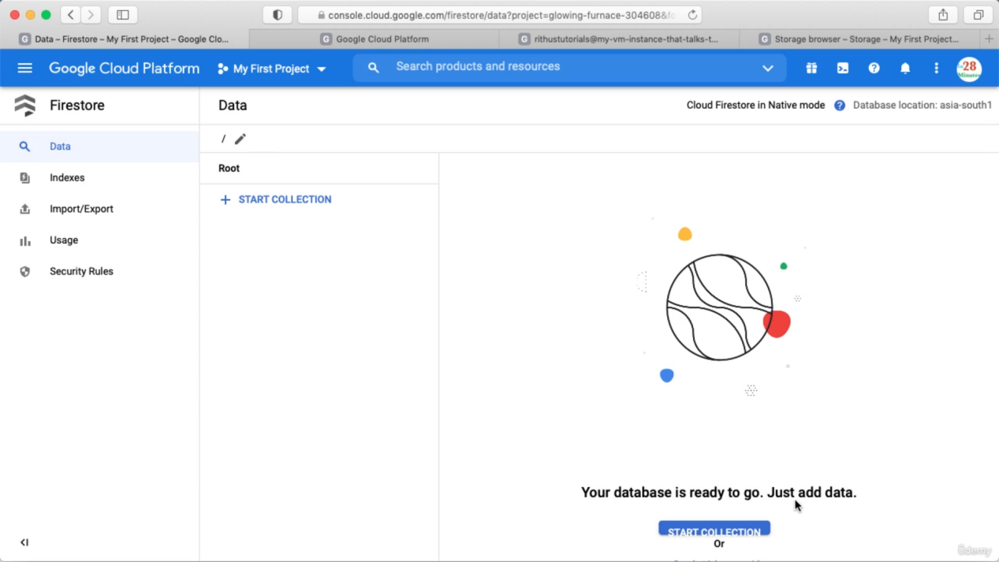 console.cloud.google.com/firestore/data?project=glowing-furnace-304608&fo
Data – Firestore – My First Project – Google Clo...
Google Cloud Platform
rithustutorials@my-vm-instance-that-talks-t...
Storage browser – Storage – My First Project...
Google Cloud Platform
My First Project
Search products and resources
28
Minutes
Firestore
Data
Cloud Firestore in Native mode
Database location: asia-south1
Data
Indexes
Import/Export
Usage
Security Rules
/
Root
+ START COLLECTION
Your database is ready to go. Just add data.
START COLLECTION
Or
ûdemy